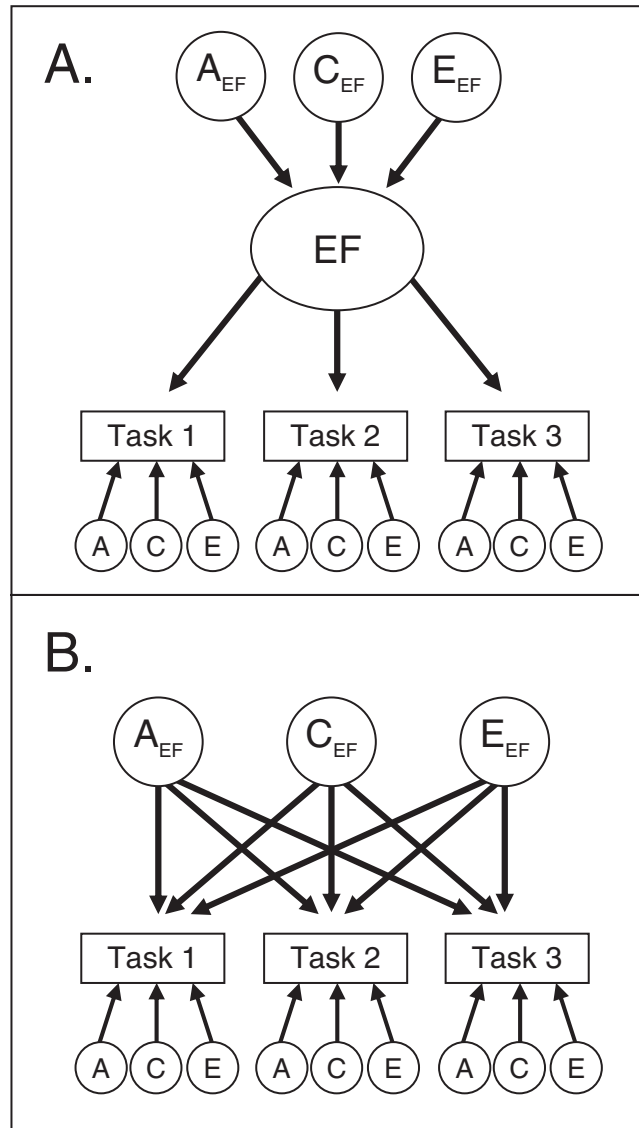 A.
A_EF C_EF E_EF
EF
Task 1 Task 2 Task 3
A C E A C E A C E
B.
A_EF C_EF E_EF
Task 1 Task 2 Task 3
A C E A C E A C E